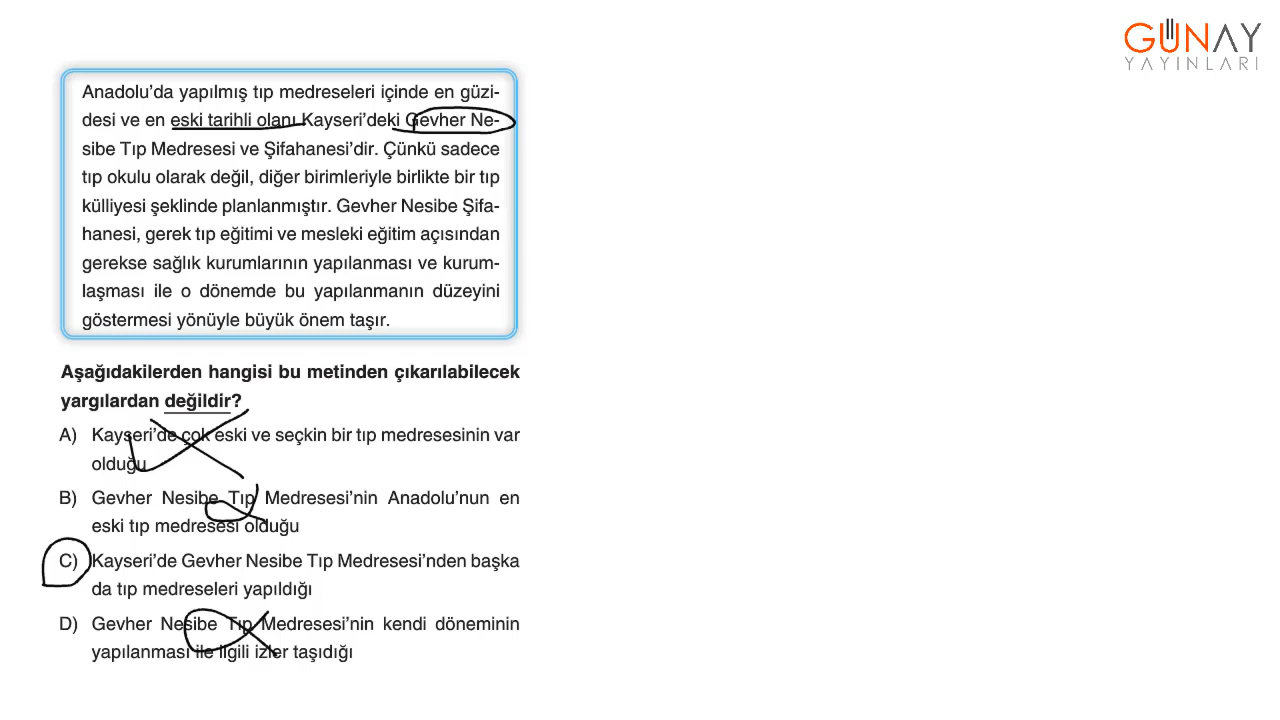 GÜNAY
YAYINLARI
Anadolu’da yapılmış tıp medreseleri içinde en güzi-
desi ve en eski tarihli olanı Kayseri’deki Gevher Ne-
sibe Tıp Medresesi ve Şifahanesi’dir. Çünkü sadece
tıp okulu olarak değil, diğer birimleriyle birlikte bir tıp
külliyesi şeklinde planlanmıştır. Gevher Nesibe Şifa-
hanesi, gerek tıp eğitimi ve mesleki eğitim açısından
gerekse sağlık kurumlarının yapılanması ve kurum-
laşması ile o dönemde bu yapılanmanın düzeyini
göstermesi yönüyle büyük önem taşır.
Aşağıdakilerden hangisi bu metinden çıkarılabilecek
yargılardan değildir?
A) Kayseri’de çok eski ve seçkin bir tıp medresesinin var
olduğu
B) Gevher Nesibe Tıp Medresesi’nin Anadolu’nun en
eski tıp medresesi olduğu
C) Kayseri’de Gevher Nesibe Tıp Medresesi’nden başka
da tıp medreseleri yapıldığı
D) Gevher Nesibe Tıp Medresesi’nin kendi döneminin
yapılanması ile ilgili izler taşıdığı